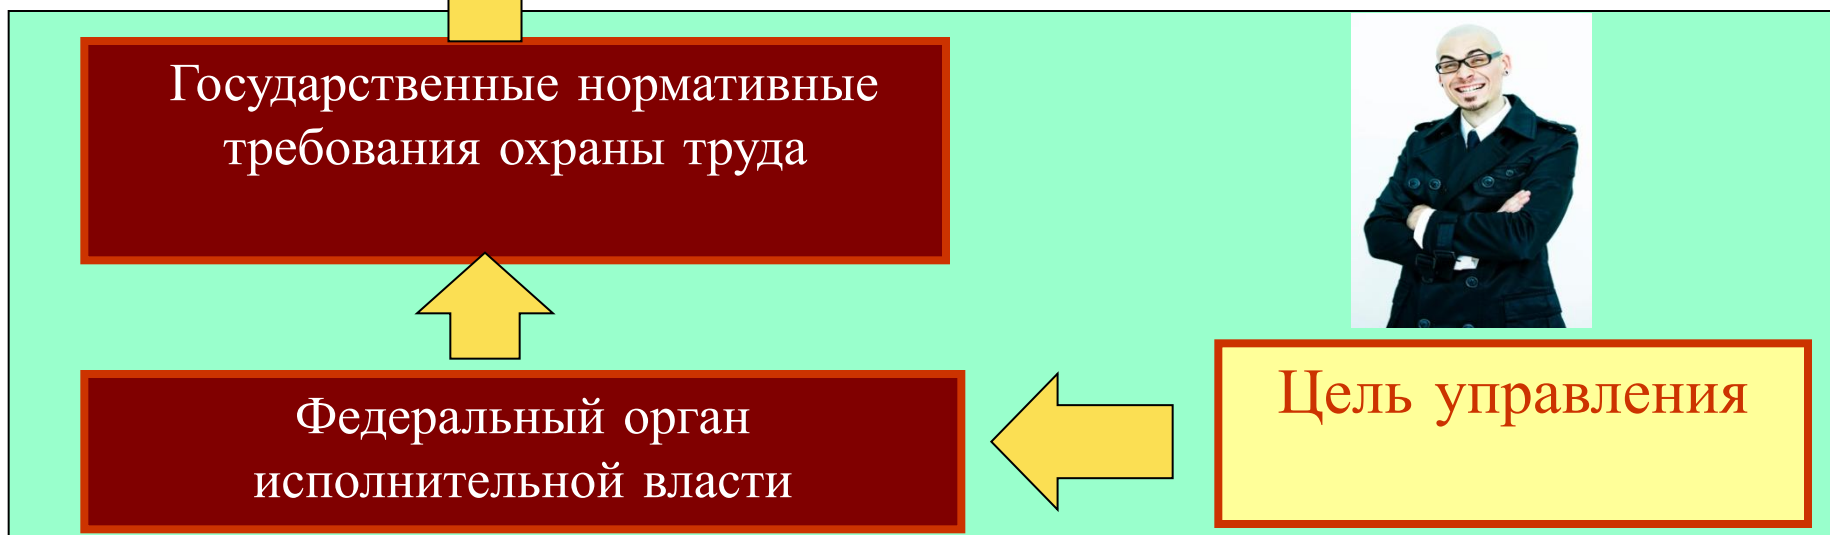 Государственные нормативные
требования охраны труда
Федеральный орган
исполнительной власти
Цель управления